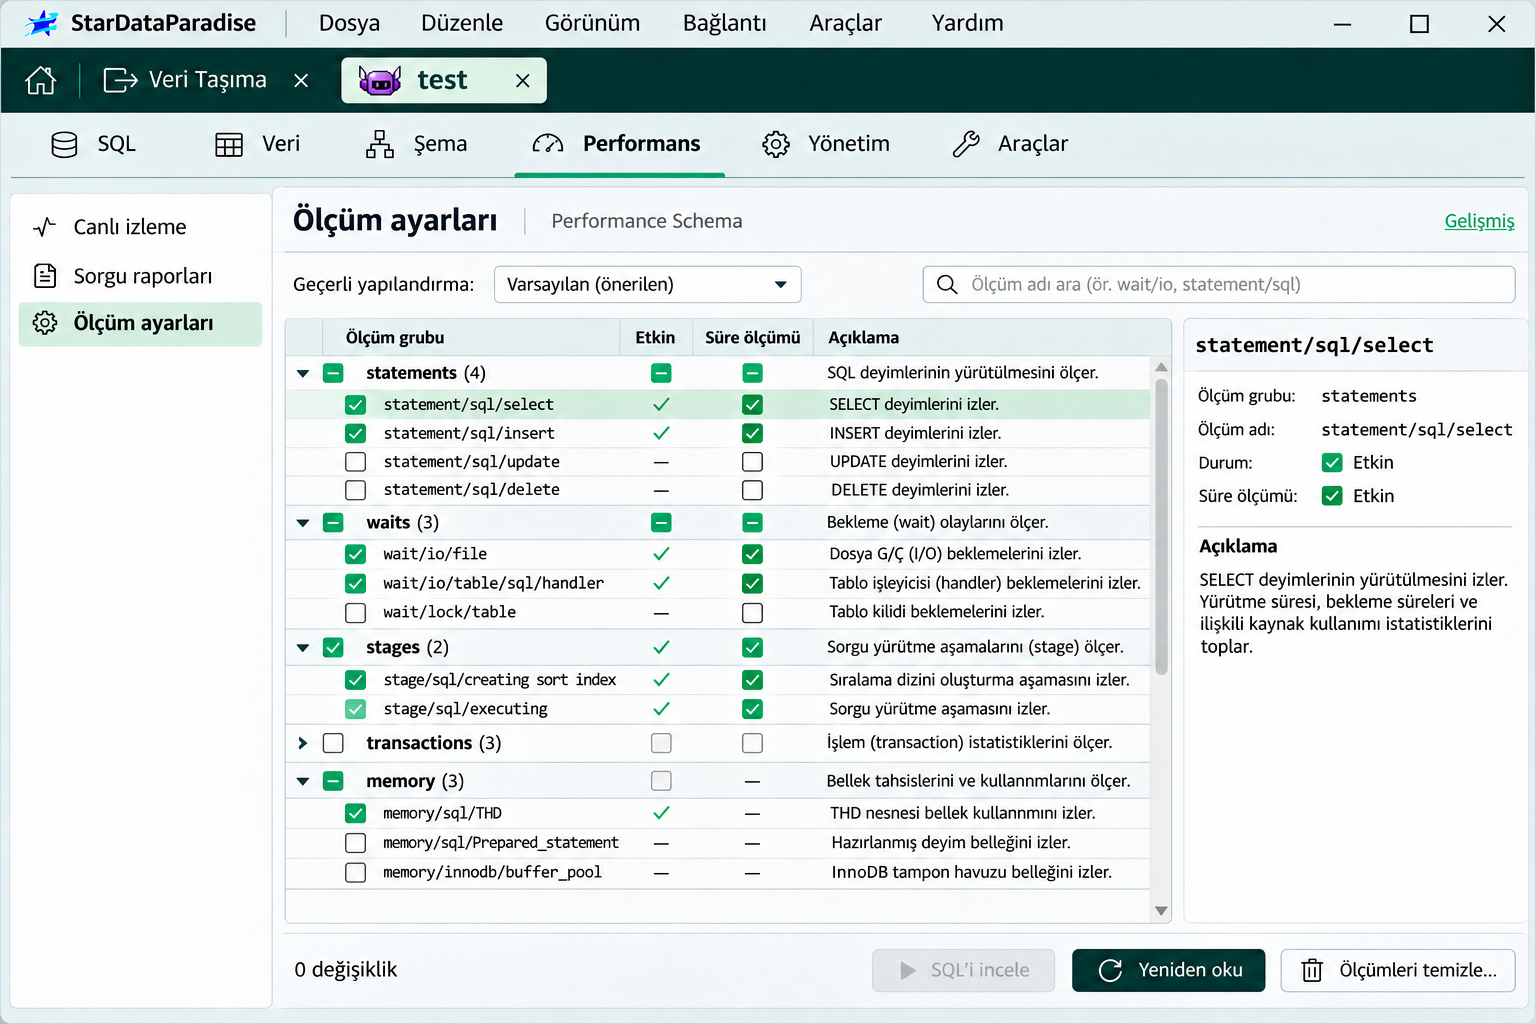 StarDataParadise
Dosya Düzenle Görünüm Bağlantı Araçlar Yardım
Veri Taşıma
test
SQL Veri Şema Performans Yönetim Araçlar
Canlı izleme
Sorgu raporları
Ölçüm ayarları
Ölçüm ayarları Performance Schema Gelişmiş
Geçerli yapılandırma: Varsayılan (önerilen) Ölçüm adı ara (ör. wait/io, statement/sql)
Ölçüm grubu Etkin Süre ölçümü Açıklama
statements (4) SQL deyimlerinin yürütülmesini ölçer.
statement/sql/select SELECT deyimlerini izler.
statement/sql/insert INSERT deyimlerini izler.
statement/sql/update — UPDATE deyimlerini izler.
statement/sql/delete — DELETE deyimlerini izler.
waits (3) Bekleme (wait) olaylarını ölçer.
wait/io/file Dosya G/Ç (I/O) beklemelerini izler.
wait/io/table/sql/handler Tablo işleyicisi (handler) beklemelerini izler.
wait/lock/table — Tablo kilidi beklemelerini izler.
stages (2) Sorgu yürütme aşamalarını (stage) ölçer.
stage/sql/creating sort index Sıralama dizini oluşturma aşamasını izler.
stage/sql/executing Sorgu yürütme aşamasını izler.
transactions (3) İşlem (transaction) istatistiklerini ölçer.
memory (3) — Bellek tahsislerini ve kullannmlarını ölçer.
memory/sql/THD — THD nesnesi bellek kullannmını izler.
memory/sql/Prepared_statement — — Hazırlanmış deyim belleğini izler.
memory/innodb/buffer_pool — — InnoDB tampon havuzu belleğini izler.
statement/sql/select
Ölçüm grubu: statements
Ölçüm adı: statement/sql/select
Durum: Etkin
Süre ölçümü: Etkin
Açıklama
SELECT deyimlerinin yürütülmesini izler.
Yürütme süresi, bekleme süreleri ve
ilişkili kaynak kullanımı istatistiklerini
toplar.
0 değişiklik SQL'i incele Yeniden oku Ölçümleri temizle...